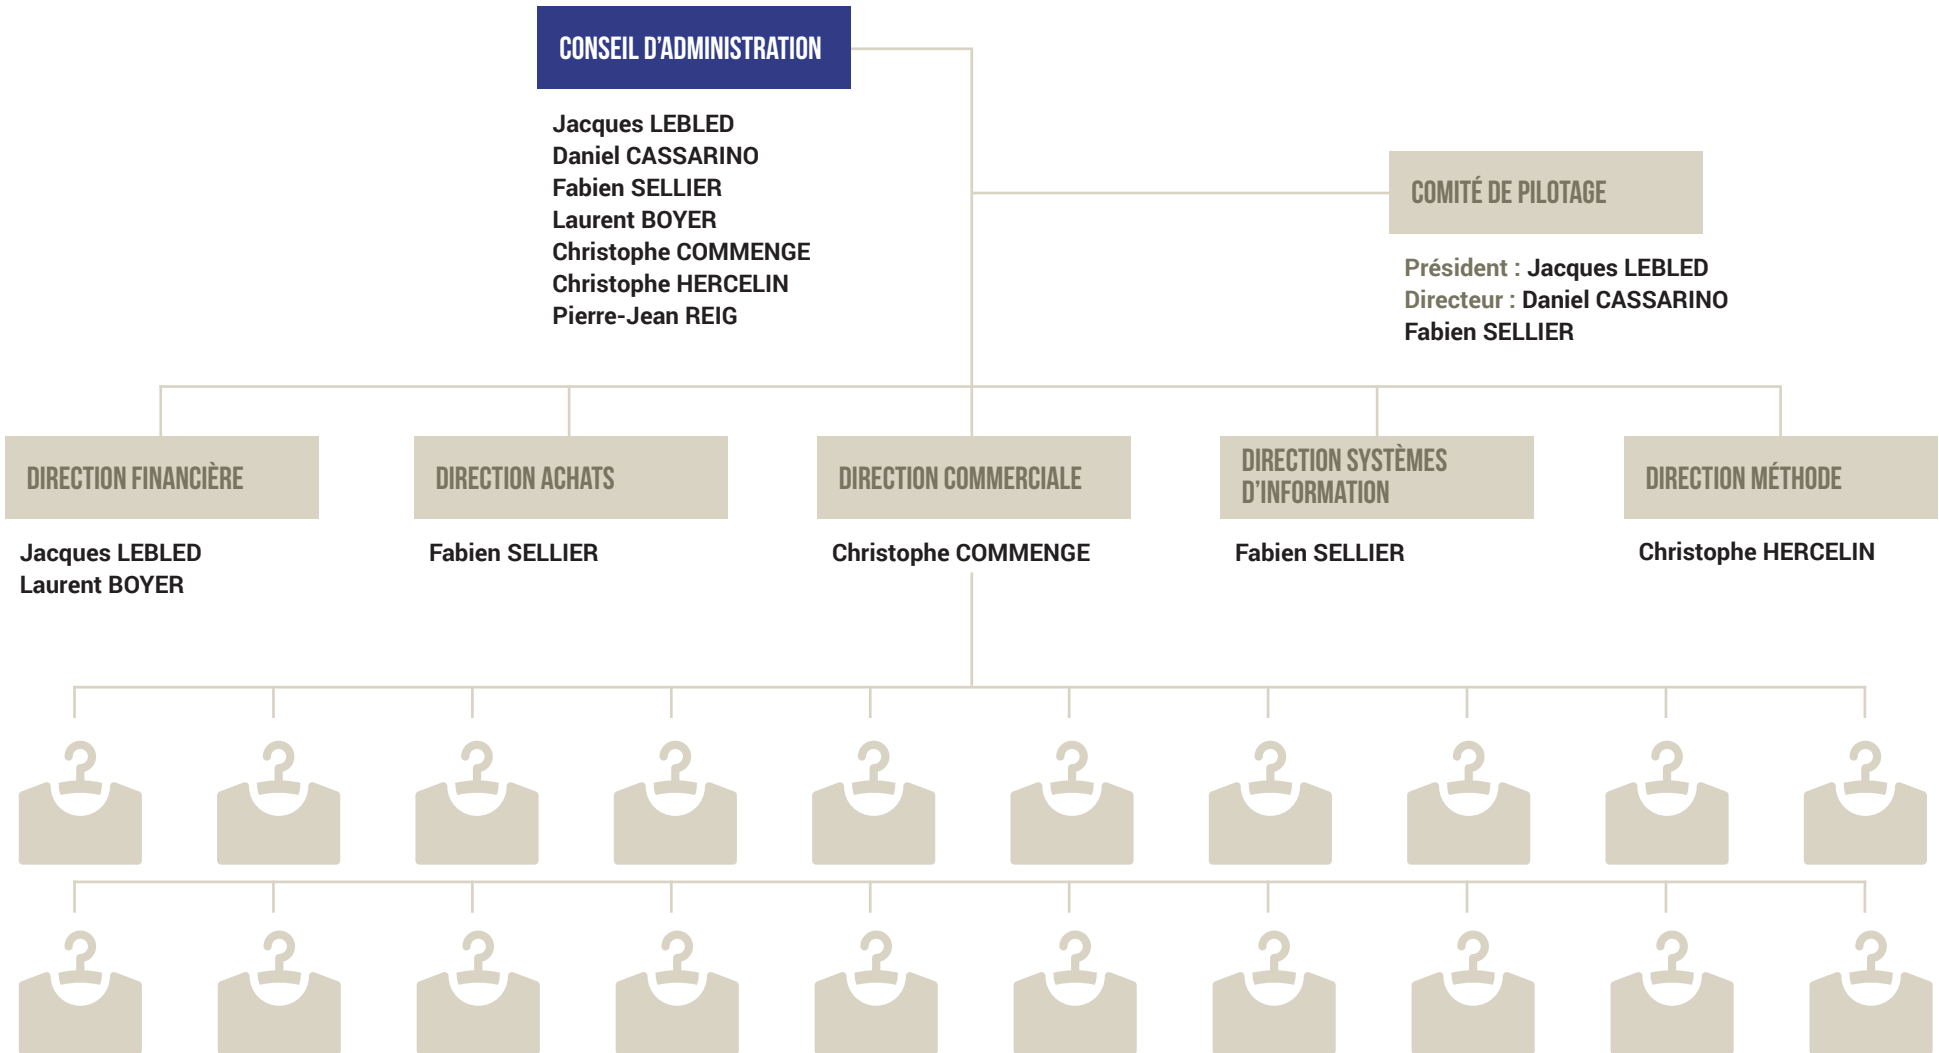 CONSEIL D’ADMINISTRATION
Jacques LEBLED
Daniel CASSARINO
Fabien SELLIER
Laurent BOYER
Christophe COMMENGE
Christophe HERCELIN
Pierre-Jean REIG
COMITÉ DE PILOTAGE
Président : Jacques LEBLED
Directeur : Daniel CASSARINO
Fabien SELLIER
DIRECTION FINANCIÈRE
Jacques LEBLED
Laurent BOYER
DIRECTION ACHATS
Fabien SELLIER
DIRECTION COMMERCIALE
Christophe COMMENGE
DIRECTION SYSTÈMES
D’INFORMATION
Fabien SELLIER
DIRECTION MÉTHODE
Christophe HERCELIN